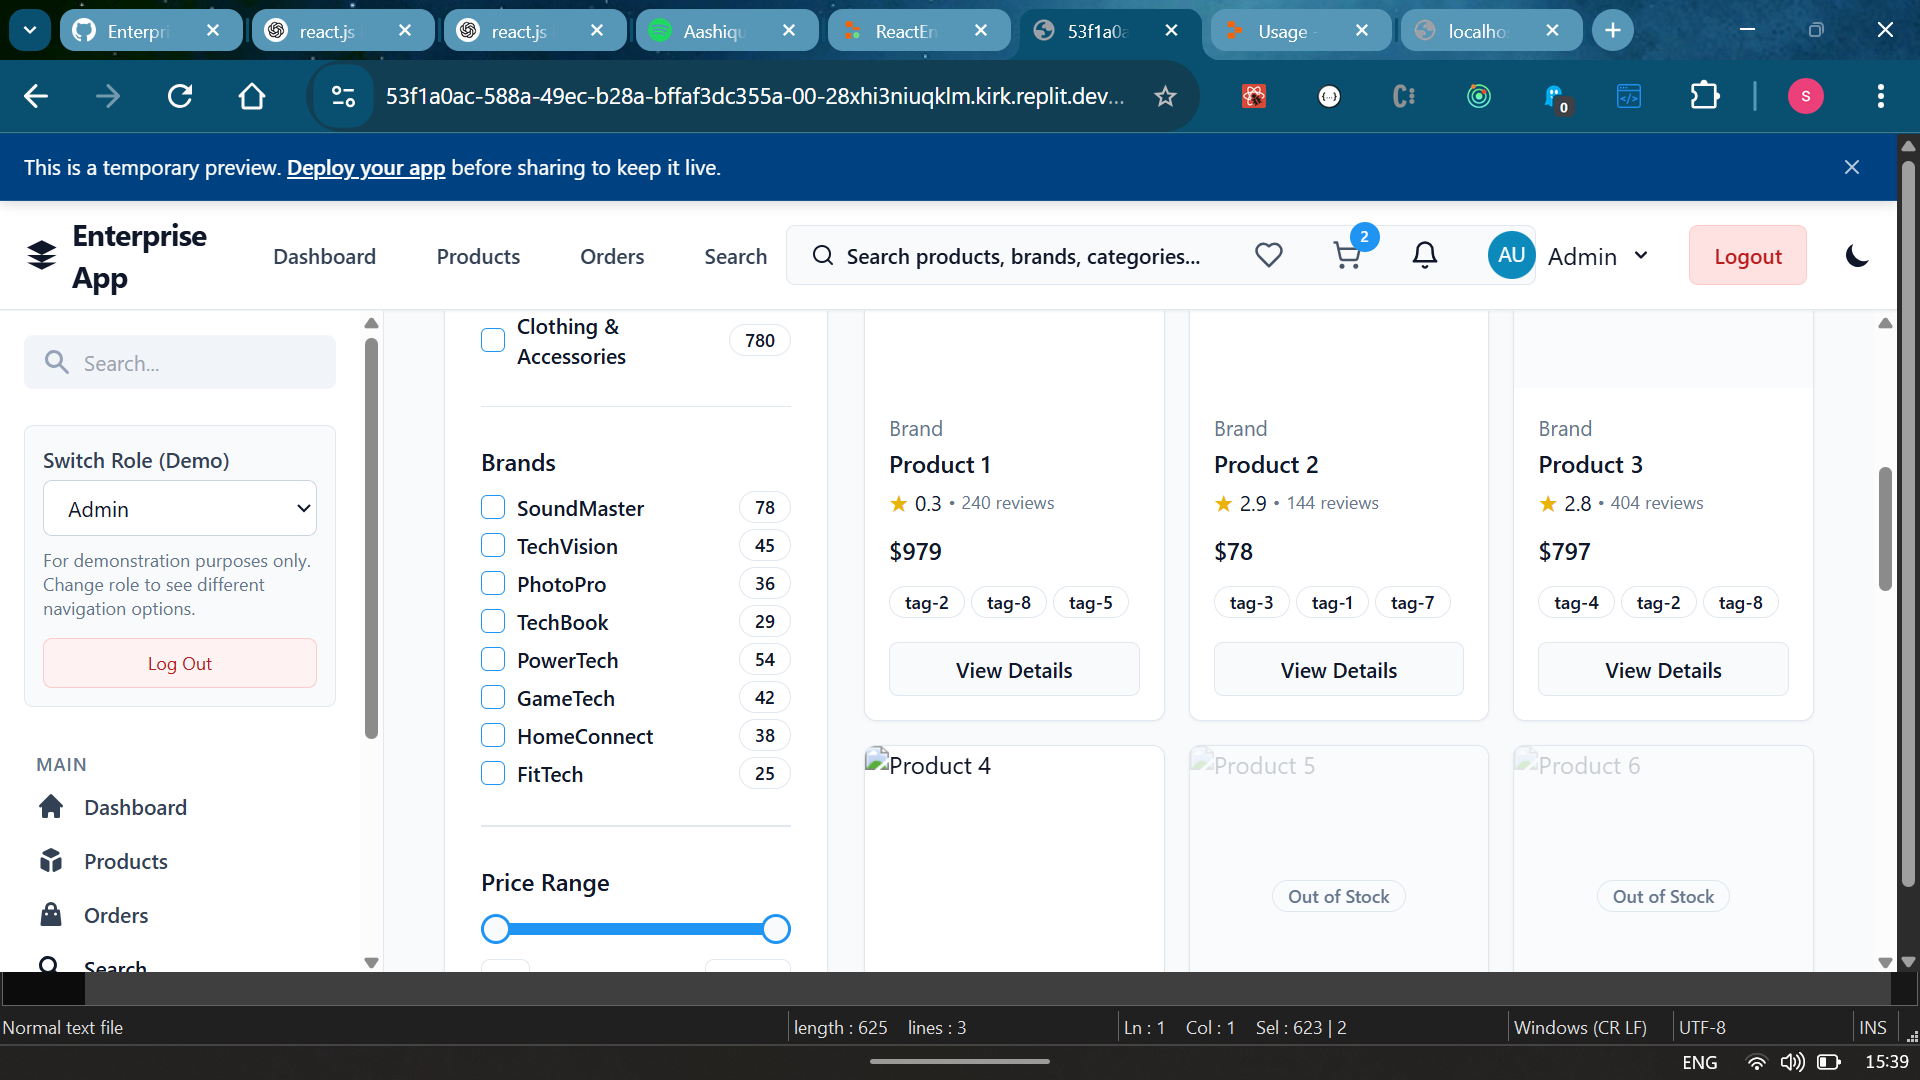 Enterpri
react.js
react.js
Aashiqu
ReactEn
53f1a0a
Usage -
localho
53f1a0ac-588a-49ec-b28a-bffaf3dc355a-00-28xhi3niuqklm.kirk.replit.dev...
0
S
This is a temporary preview. Deploy your app before sharing to keep it live.
Enterprise
App
Dashboard
Products
Orders
Search
Search products, brands, categories...
2
AU
Admin
Logout
Search...
Switch Role (Demo)
Admin
For demonstration purposes only.
Change role to see different
navigation options.
Log Out
MAIN
Dashboard
Products
Orders
Search
Clothing &
Accessories
780
Brands
SoundMaster 78
TechVision 45
PhotoPro 36
TechBook 29
PowerTech 54
GameTech 42
HomeConnect 38
FitTech 25
Price Range
Brand
Product 1
0.3 • 240 reviews
$979
tag-2 tag-8 tag-5
View Details
Brand
Product 2
2.9 • 144 reviews
$78
tag-3 tag-1 tag-7
View Details
Brand
Product 3
2.8 • 404 reviews
$797
tag-4 tag-2 tag-8
View Details
Product 4
Product 5
Out of Stock
Product 6
Out of Stock
Normal text file
length : 625 lines : 3
Ln : 1 Col : 1 Sel : 623 | 2
Windows (CR LF)
UTF-8
INS
ENG
15:39